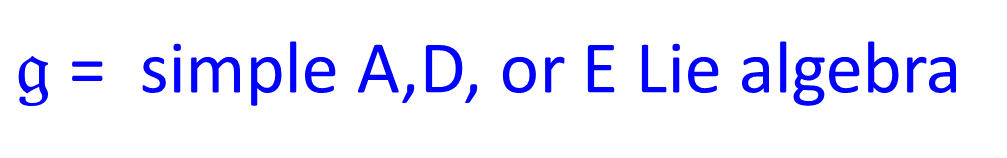 𝔤 = simple A,D, or E Lie algebra